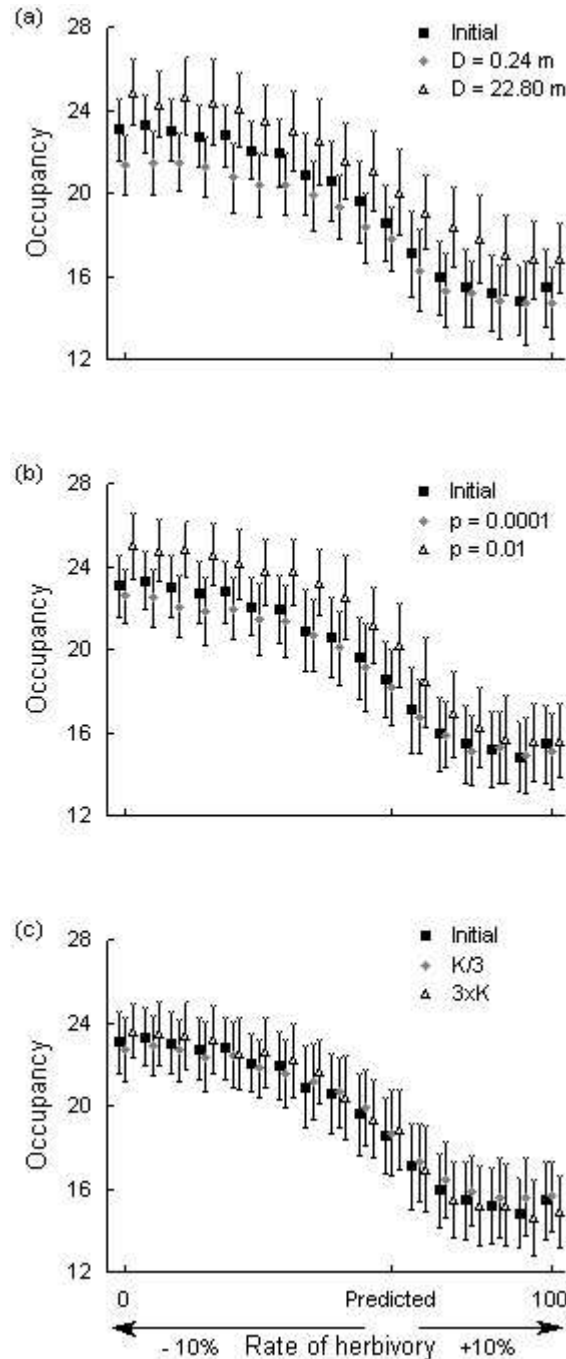 (a)
28
24
20
16
12
Occupancy
Initial
D = 0.24 m
D = 22.80 m
(b)
28
24
20
16
12
Occupancy
Initial
p = 0.0001
p = 0.01
(c)
28
24
20
16
12
Occupancy
Initial
K/3
3xK
0 Predicted 100
- 10% Rate of herbivory +10%